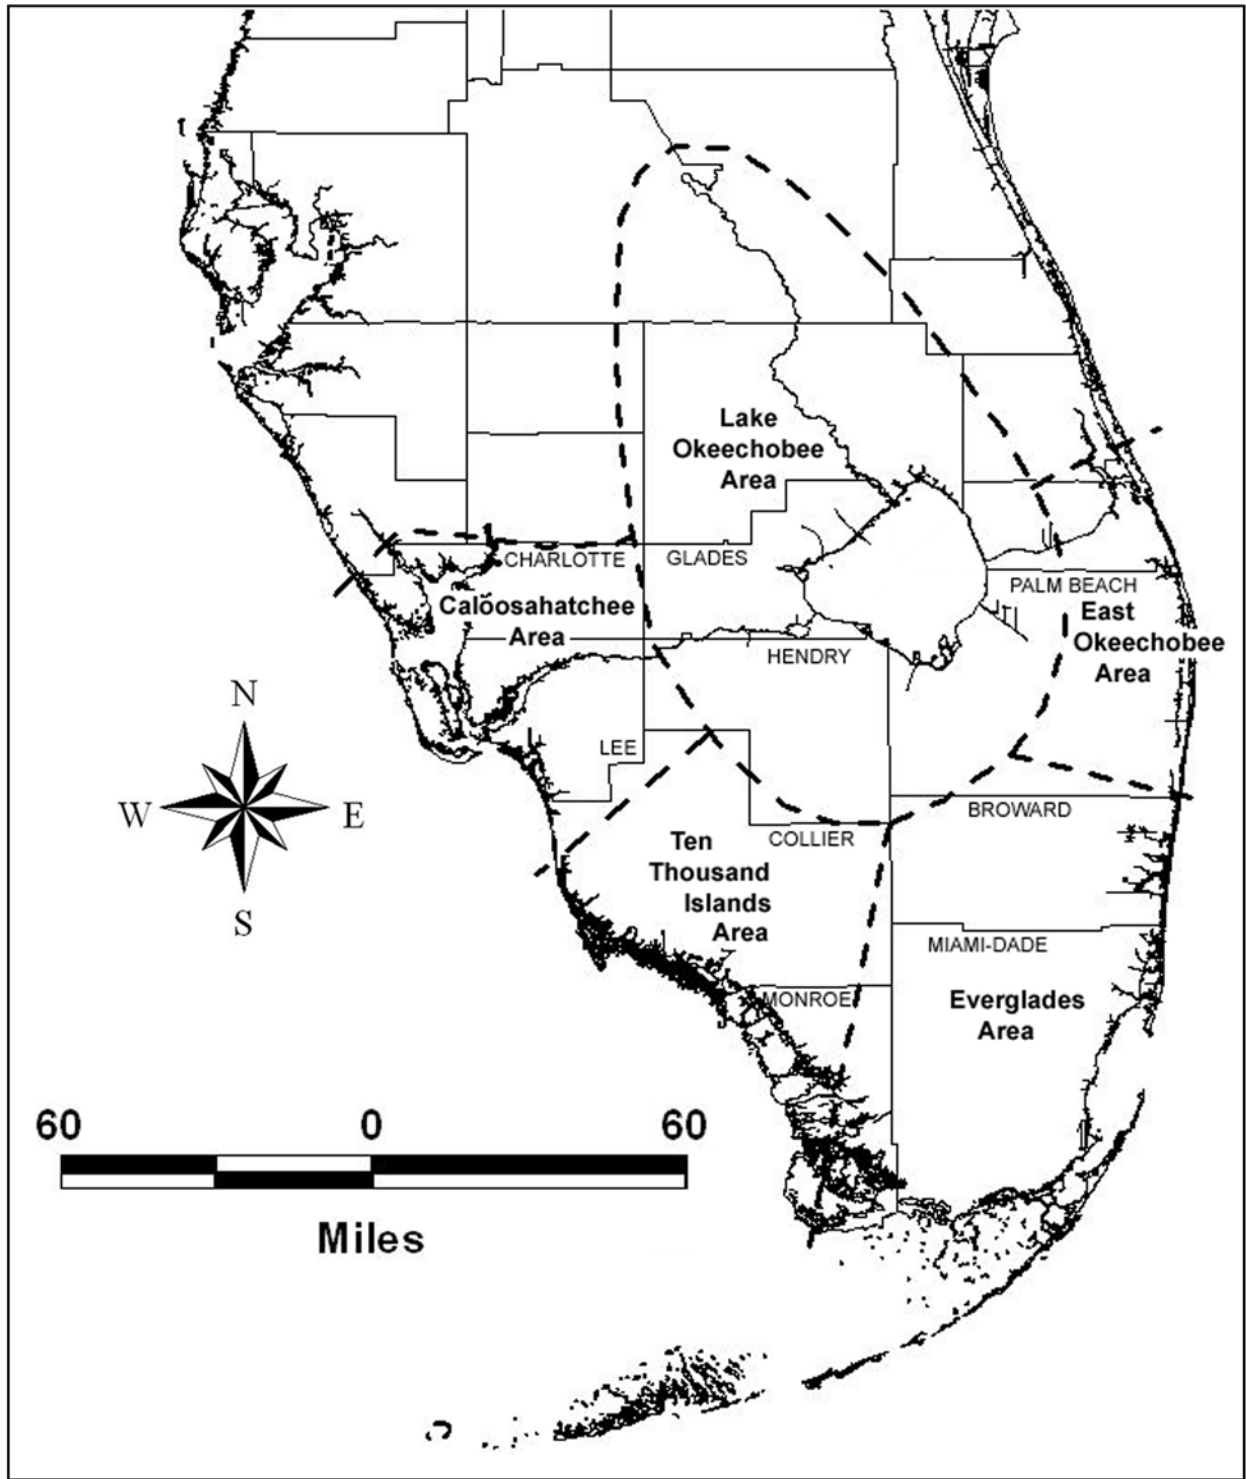 Lake
Okeechobee
Area
CHARLOTTE
GLADES
PALM BEACH
Caloosahatchee
Area
East
Okeechobee
Area
HENDRY
N
W
E
S
LEE
BROWARD
COLLIER
Ten
Thousand
Islands
Area
MIAMI-DADE
MONROE
Everglades
Area
60
0
60
Miles